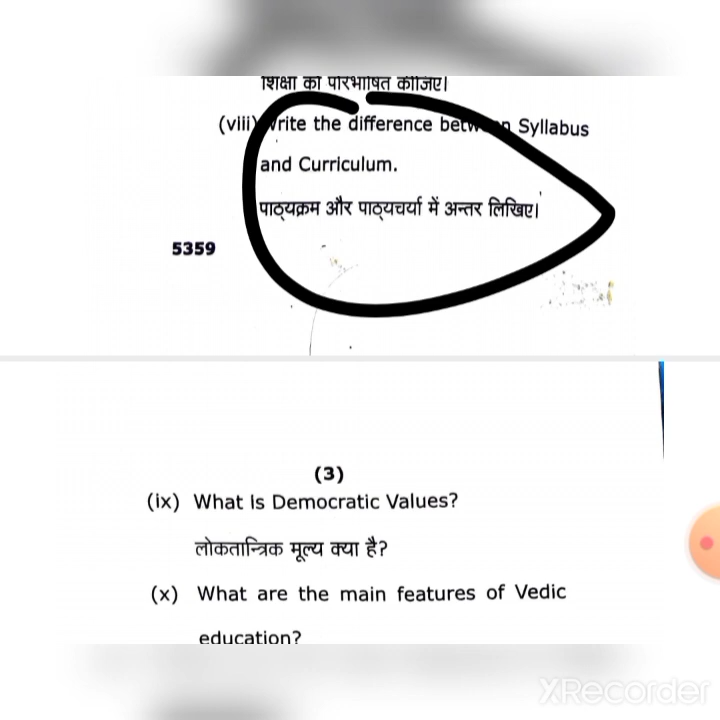 शिक्षा को परिभाषित कीजिए।
(viii) Write the difference between Syllabus
and Curriculum.
पाठ्यक्रम और पाठ्यचर्या में अन्तर लिखिए।
5359
(3)
(ix) What Is Democratic Values?
लोकतान्त्रिक मूल्य क्या है?
(x) What are the main features of Vedic
education?
XRecorder